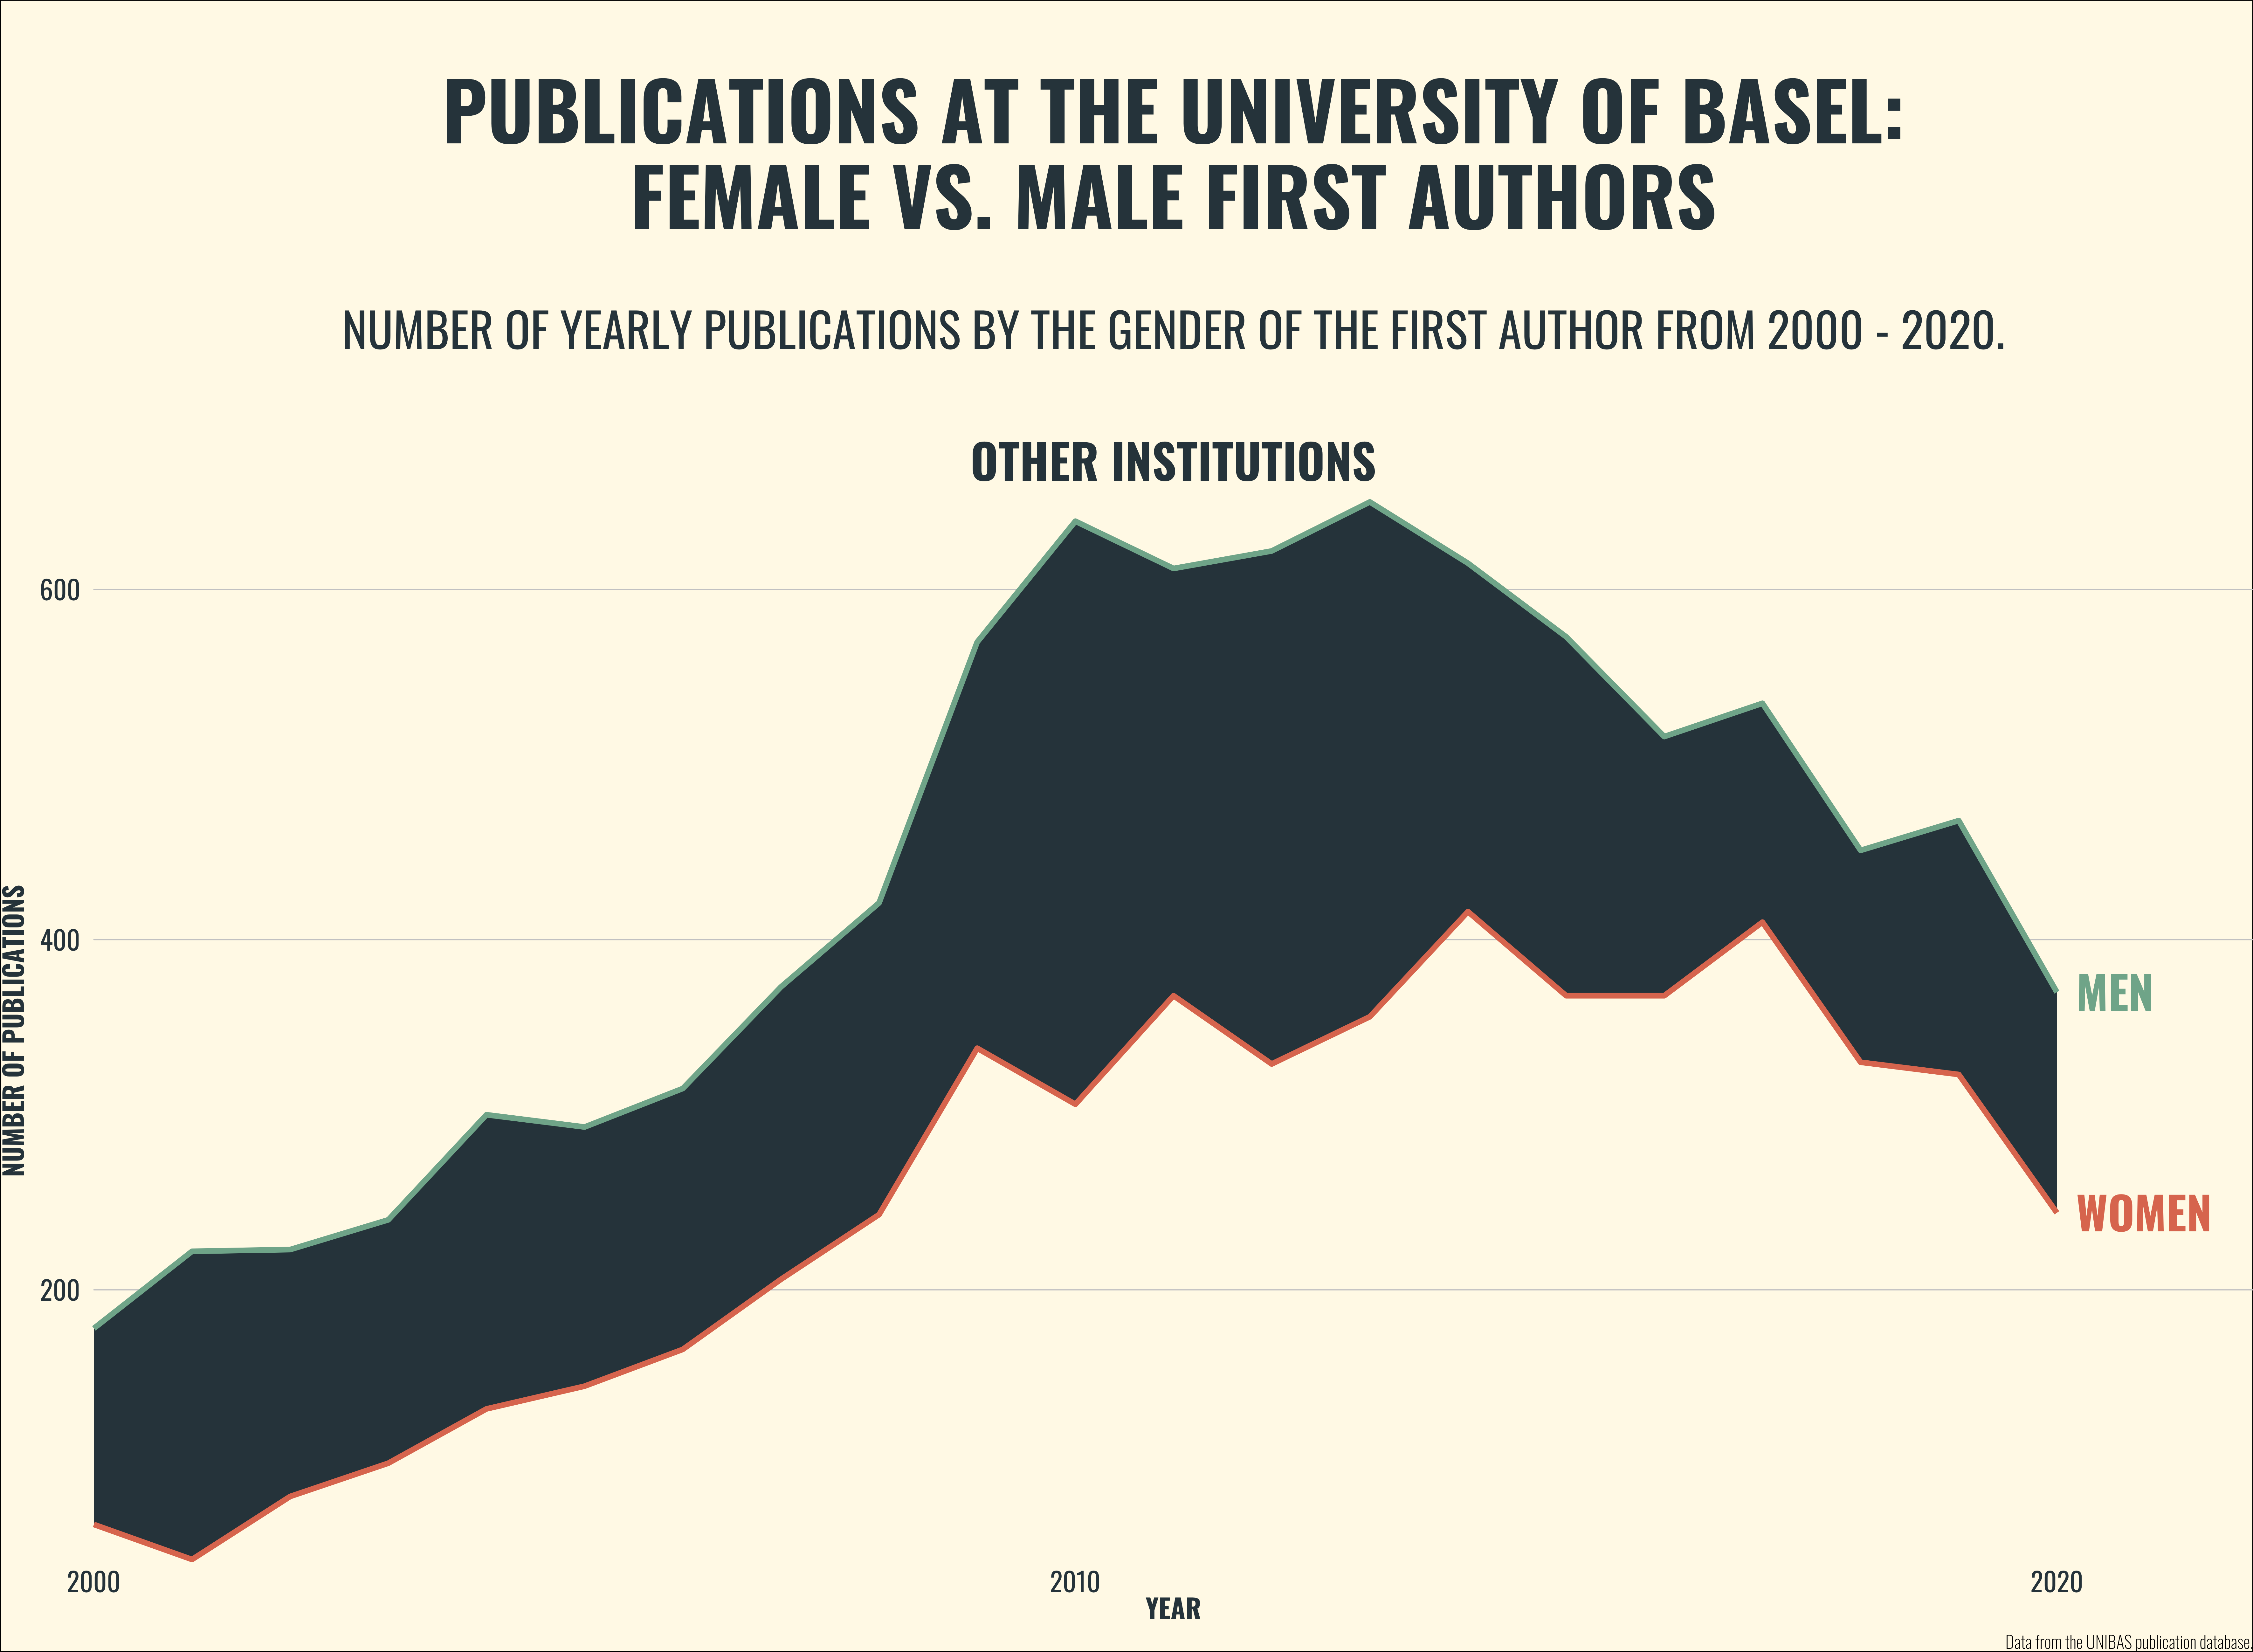 PUBLICATIONS AT THE UNIVERSITY OF BASEL:
FEMALE VS. MALE FIRST AUTHORS
NUMBER OF YEARLY PUBLICATIONS BY THE GENDER OF THE FIRST AUTHOR FROM 2000 - 2020.
OTHER INSTITUTIONS
600
400
200
NUMBER OF PUBLICATIONS
MEN
WOMEN
2000
2010
2020
YEAR
Data from the UNIBAS publication database.